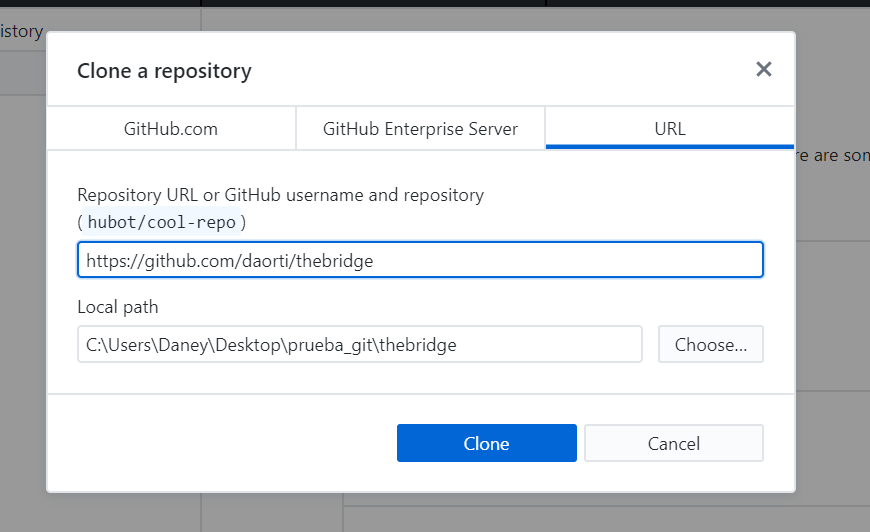 istory
Clone a repository
GitHub.com
GitHub Enterprise Server
URL
re are som
Repository URL or GitHub username and repository
(hubot/cool-repo)
https://github.com/daorti/thebridge
Local path
C:\Users\Daney\Desktop\prueba_git\thebridge
Choose...
Clone
Cancel